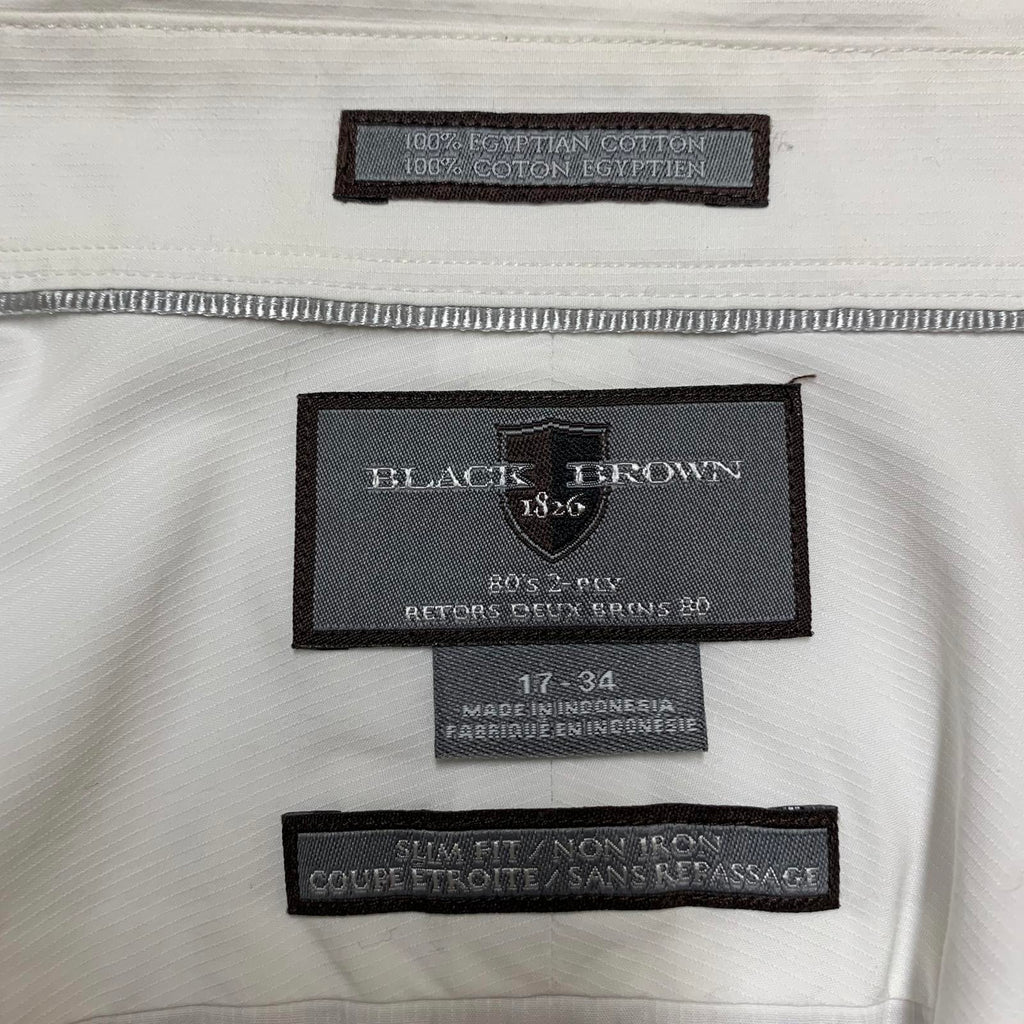 100% EGYPTIAN COTTON
100% COTON EGYPTIEN
BLACK BROWN
1826
80'S 2-PLY
RETORS DEUX BRINS 80
17 - 34
MADE IN INDONESIA
FABRIQUÉ EN INDONESIE
SLIM FIT / NON IRON
COUPE ETROITE / SANS REPASSAGE